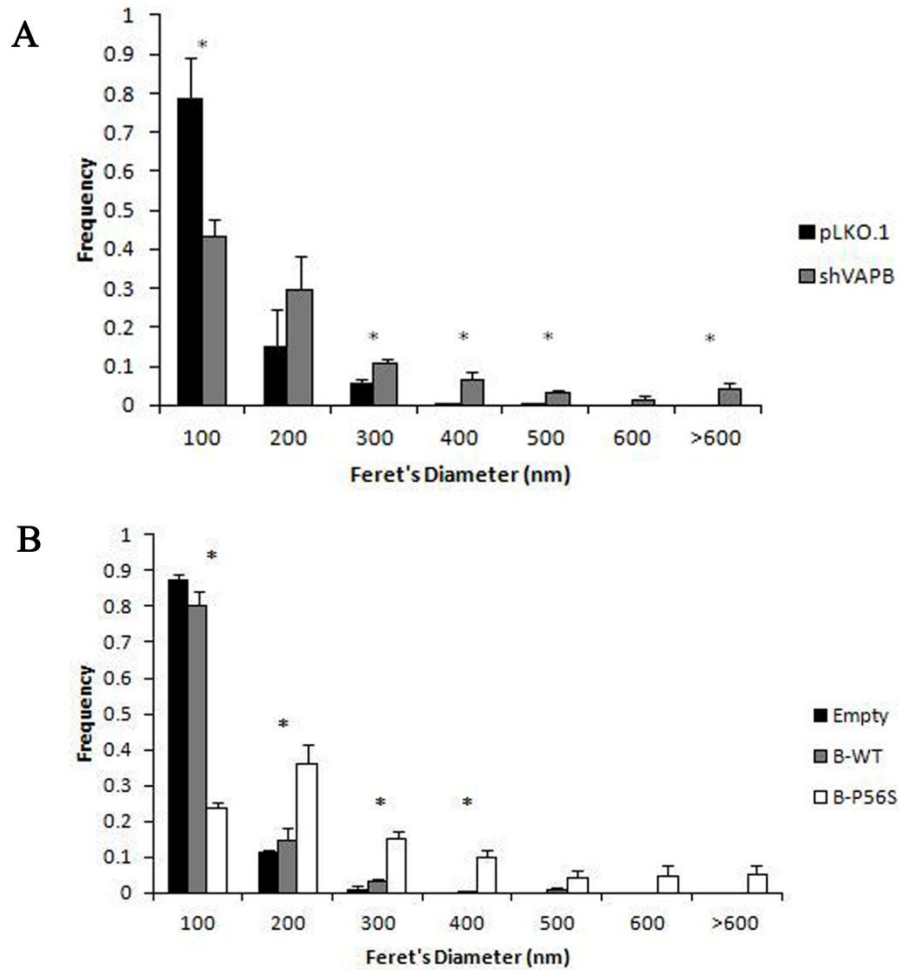 A
1
*
0.9
0.8
0.7
0.6
0.5
0.4
0.3
0.2
0.1
0
Frequency
* * * *
100 200 300 400 500 600 >600
Feret's Diameter (nm)
pLKO.1
shVAPB
B
1
*
0.9
0.8
0.7
0.6
0.5
0.4
0.3
0.2
0.1
0
Frequency
*
* *
100 200 300 400 500 600 >600
Feret's Diameter (nm)
Empty
B-WT
B-P56S